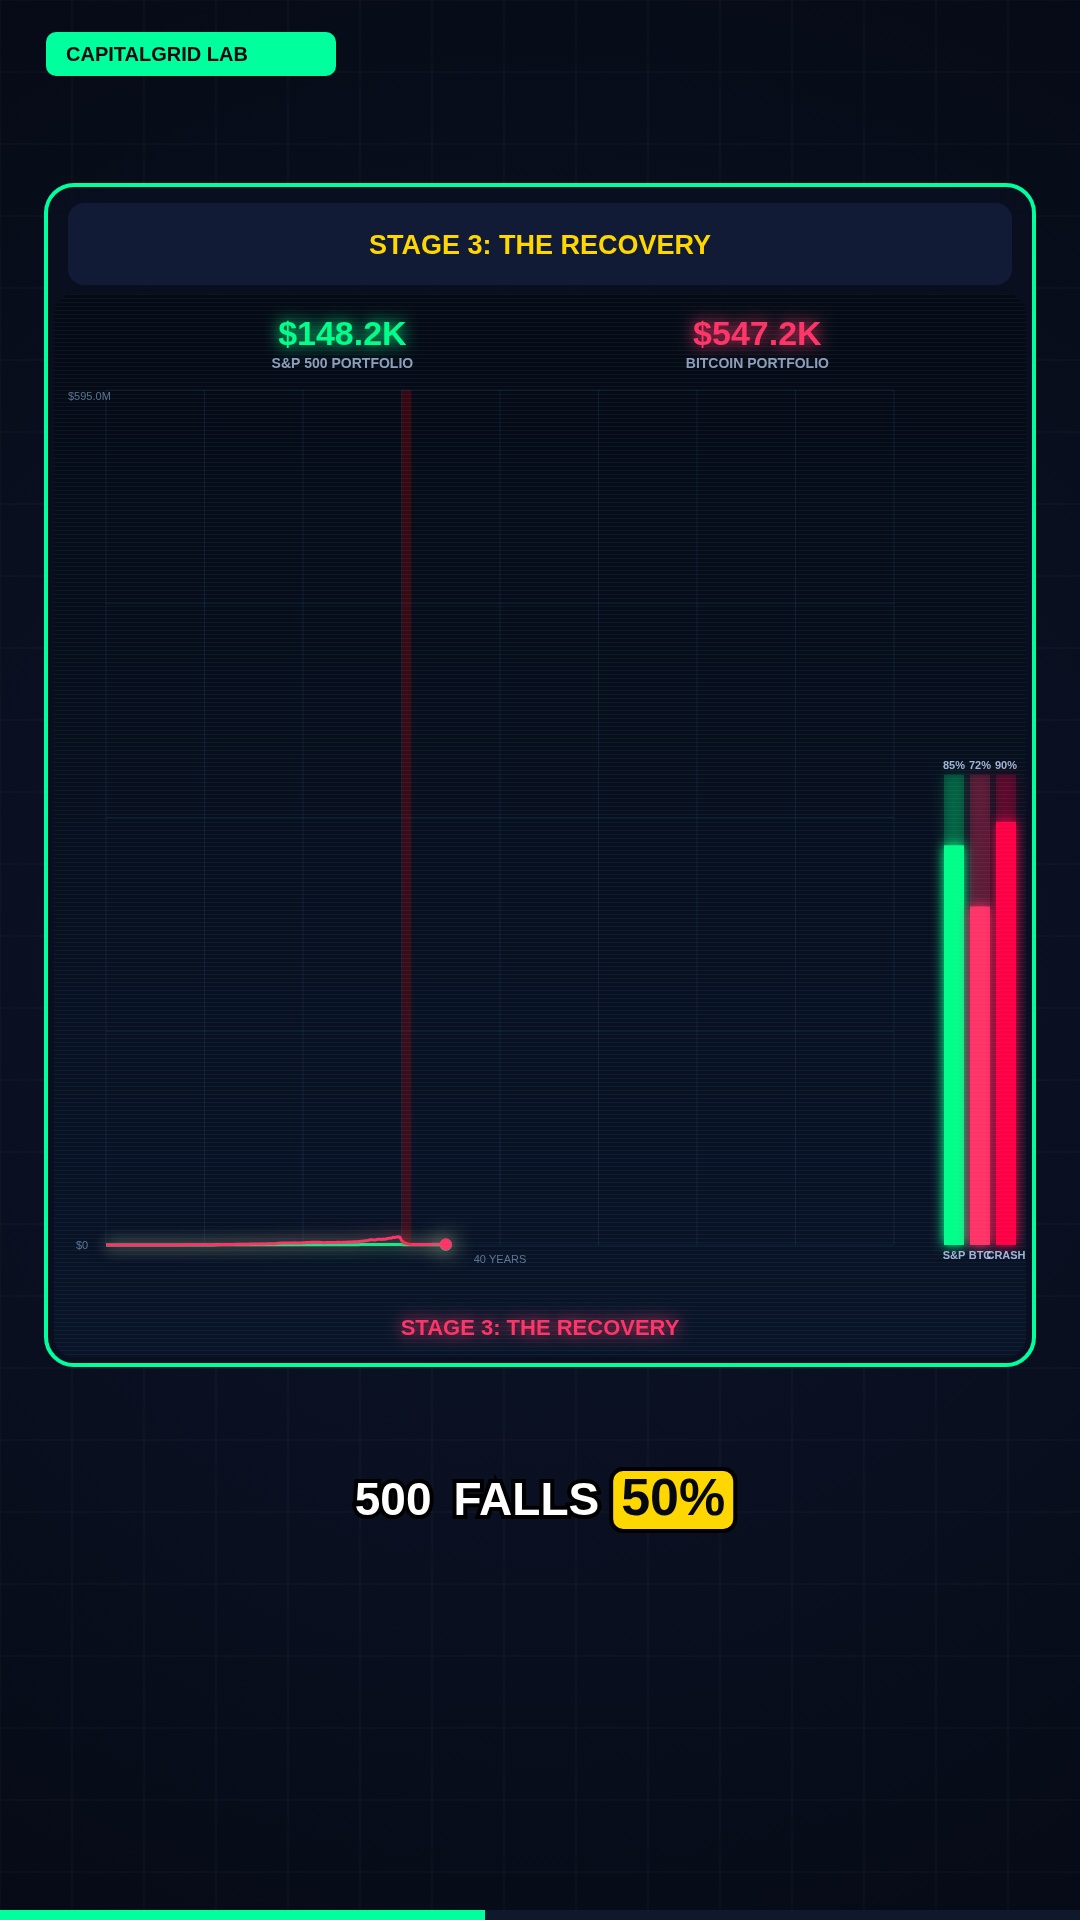 CAPITALGRID LAB
STAGE 3: THE RECOVERY
$148.2K
S&P 500 PORTFOLIO
$547.2K
BITCOIN PORTFOLIO
$595.0M
85% 72% 90%
$0
40 YEARS
S&P BTC CRASH
STAGE 3: THE RECOVERY
500 FALLS 50%